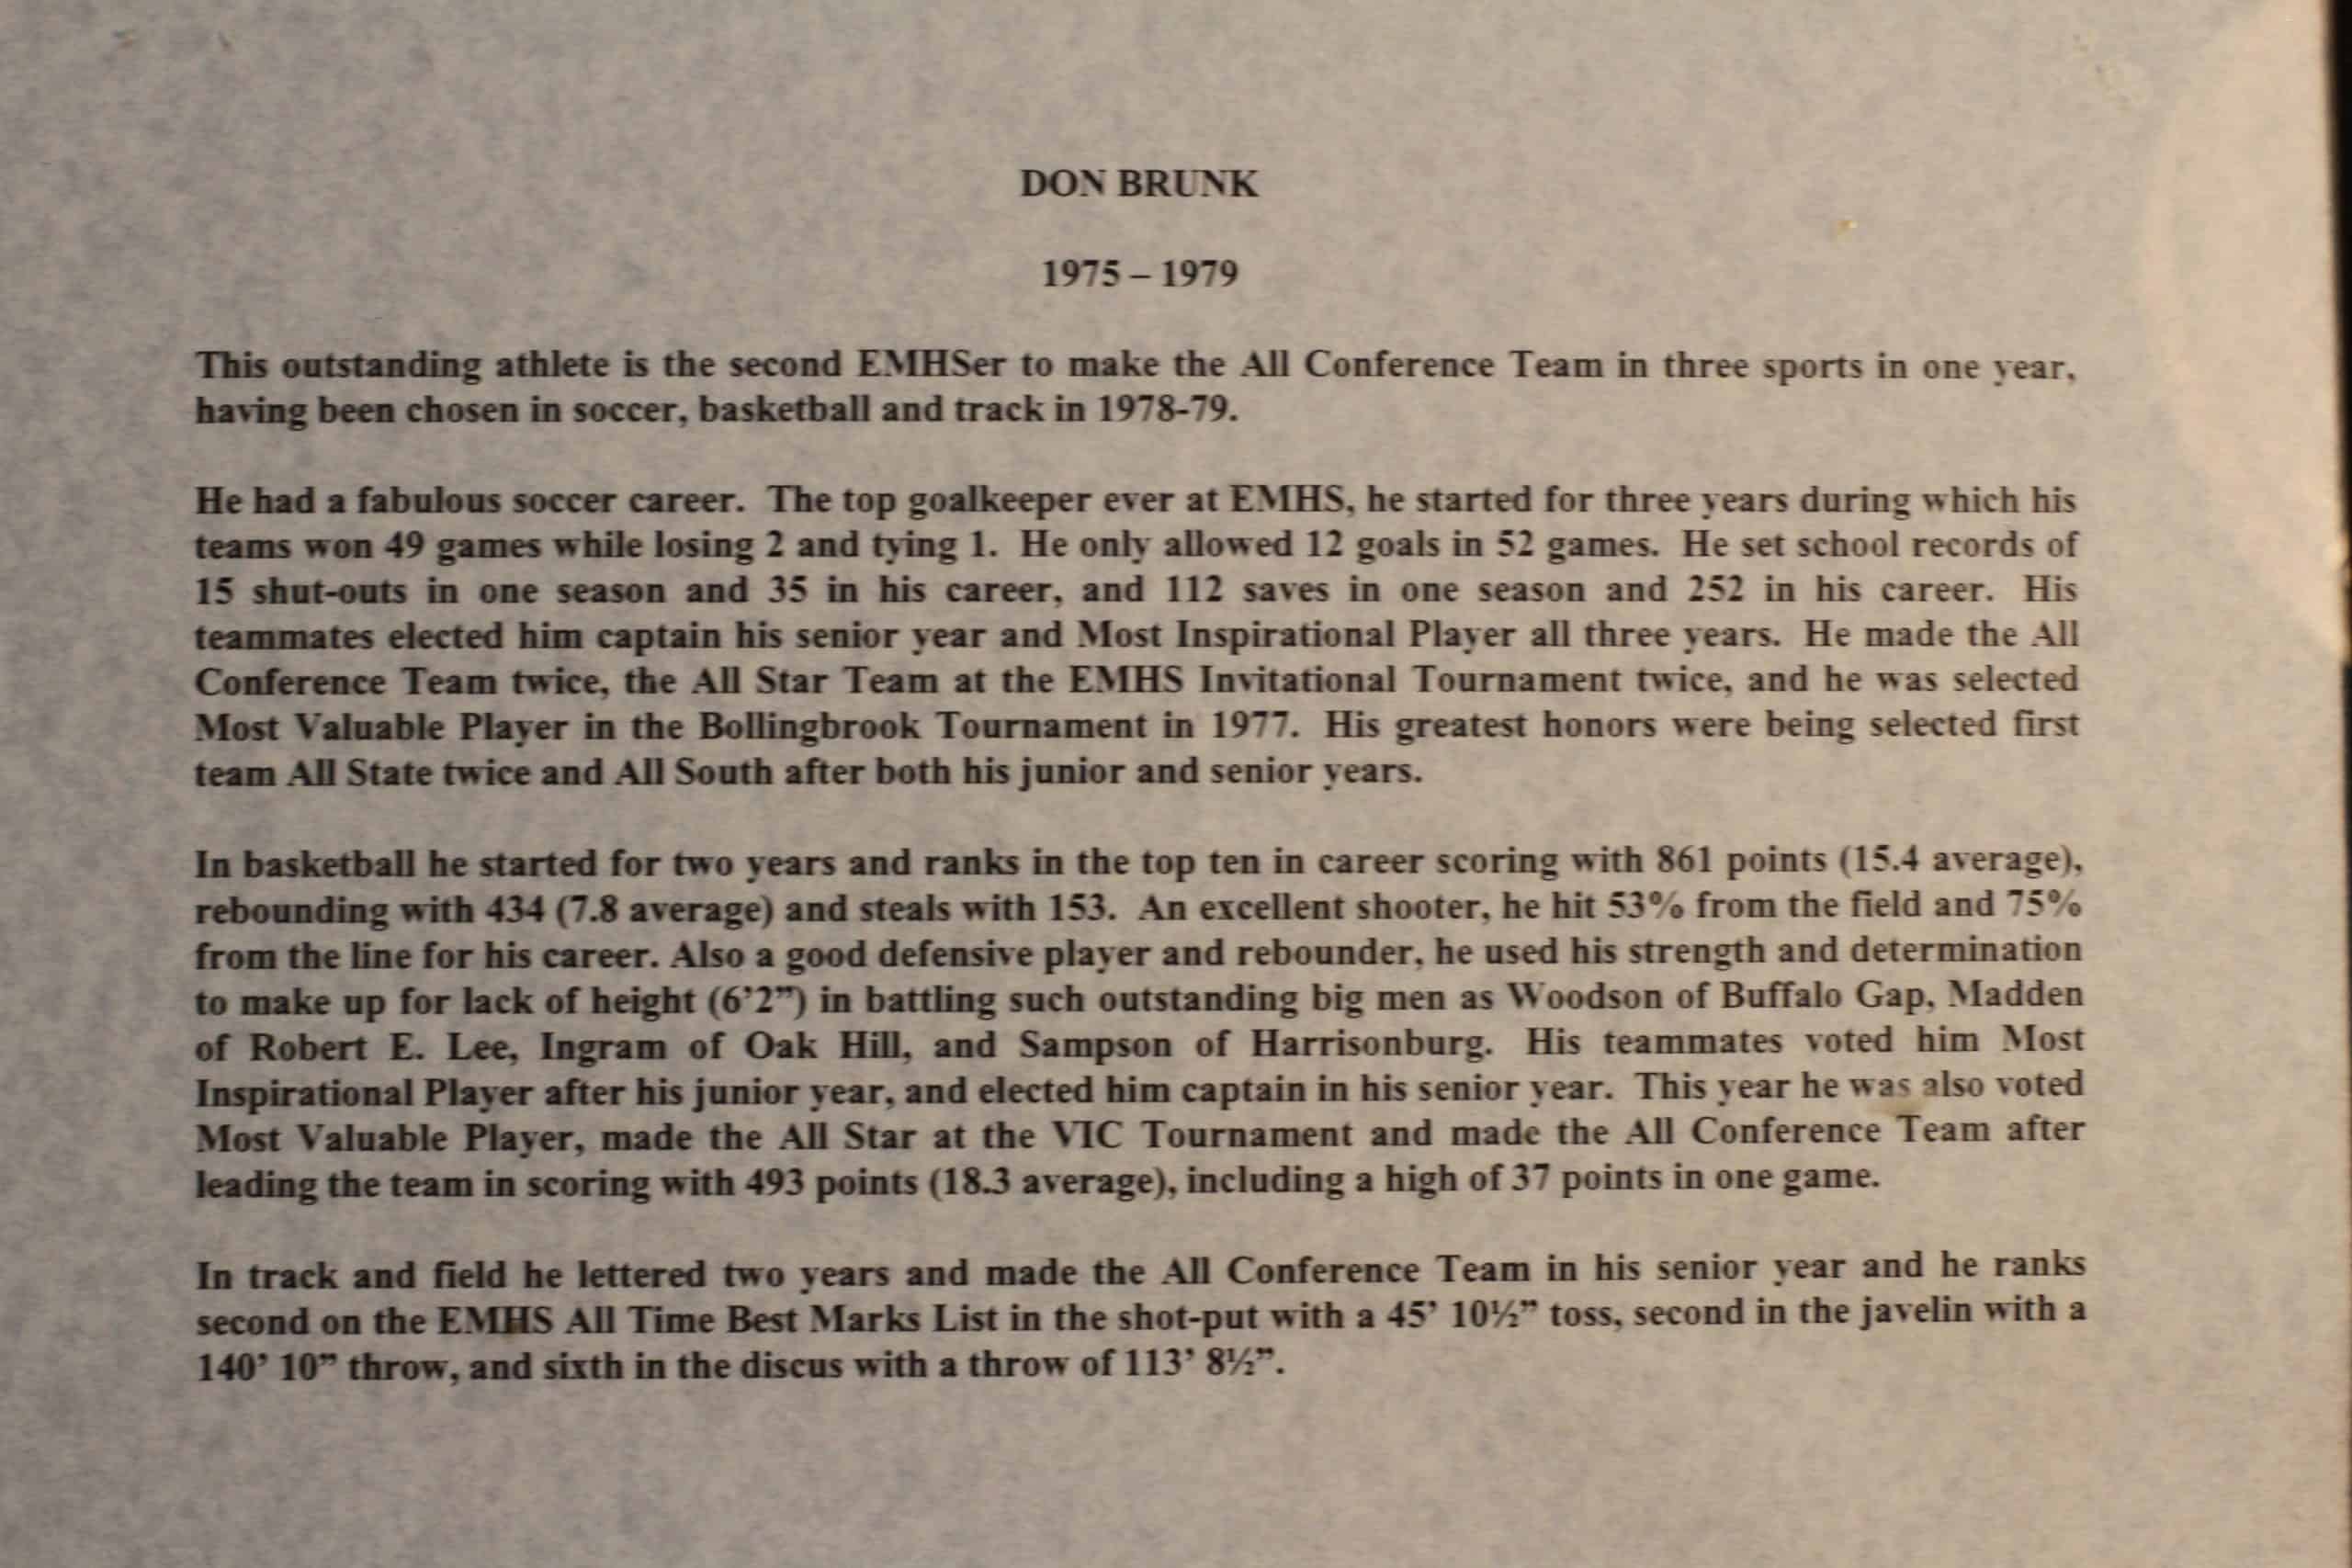 DON BRUNK
1975 – 1979
This outstanding athlete is the second EMHSer to make the All Conference Team in three sports in one year,
having been chosen in soccer, basketball and track in 1978-79.
He had a fabulous soccer career.  The top goalkeeper ever at EMHS, he started for three years during which his
teams won 49 games while losing 2 and tying 1.  He only allowed 12 goals in 52 games.  He set school records of
15 shut-outs in one season and 35 in his career, and 112 saves in one season and 252 in his career.  His
teammates elected him captain his senior year and Most Inspirational Player all three years.  He made the All
Conference Team twice, the All Star Team at the EMHS Invitational Tournament twice, and he was selected
Most Valuable Player in the Bollingbrook Tournament in 1977.  His greatest honors were being selected first
team All State twice and All South after both his junior and senior years.
In basketball he started for two years and ranks in the top ten in career scoring with 861 points (15.4 average),
rebounding with 434 (7.8 average) and steals with 153.  An excellent shooter, he hit 53% from the field and 75%
from the line for his career. Also a good defensive player and rebounder, he used his strength and determination
to make up for lack of height (6’2”) in battling such outstanding big men as Woodson of Buffalo Gap, Madden
of Robert E. Lee, Ingram of Oak Hill, and Sampson of Harrisonburg.  His teammates voted him Most
Inspirational Player after his junior year, and elected him captain in his senior year.  This year he was also voted
Most Valuable Player, made the All Star at the VIC Tournament and made the All Conference Team after
leading the team in scoring with 493 points (18.3 average), including a high of 37 points in one game.
In track and field he lettered two years and made the All Conference Team in his senior year and he ranks
second on the EMHS All Time Best Marks List in the shot-put with a 45’ 10½” toss, second in the javelin with a
140’ 10” throw, and sixth in the discus with a throw of 113’ 8½”.